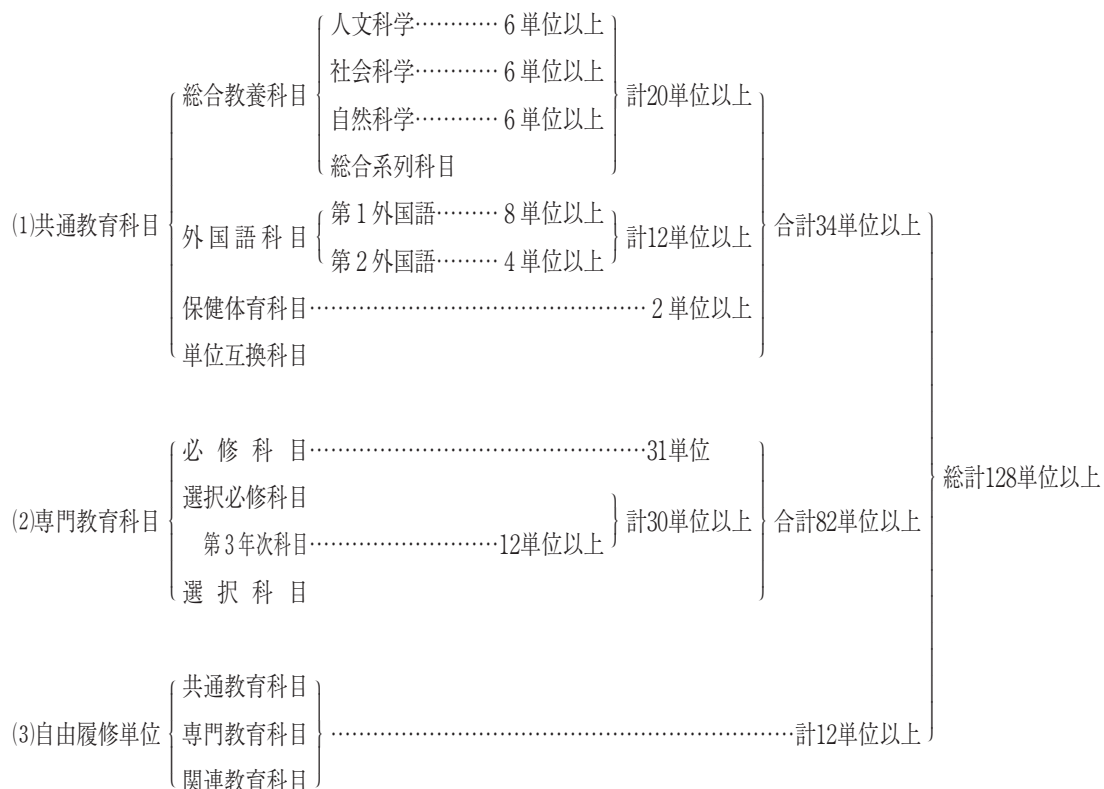 人文科学………… 6 単位以上
社会科学………… 6 単位以上
総合教養科目 計20単位以上
自然科学………… 6 単位以上
総合系列科目
第1外国語……… 8 単位以上
⑴共通教育科目 外国語科目 計12単位以上 合計34単位以上
第2外国語……… 4 単位以上
保健体育科目………………………………………… 2 単位以上
単位互換科目
必修科目…………………………………………31単位
総計128単位以上
選択必修科目
⑵専門教育科目 計30単位以上 合計82単位以上
第3年次科目………………………12単位以上
選択科目
共通教育科目
⑶自由履修単位 専門教育科目 …………………………………………………………計12単位以上
関連教育科目